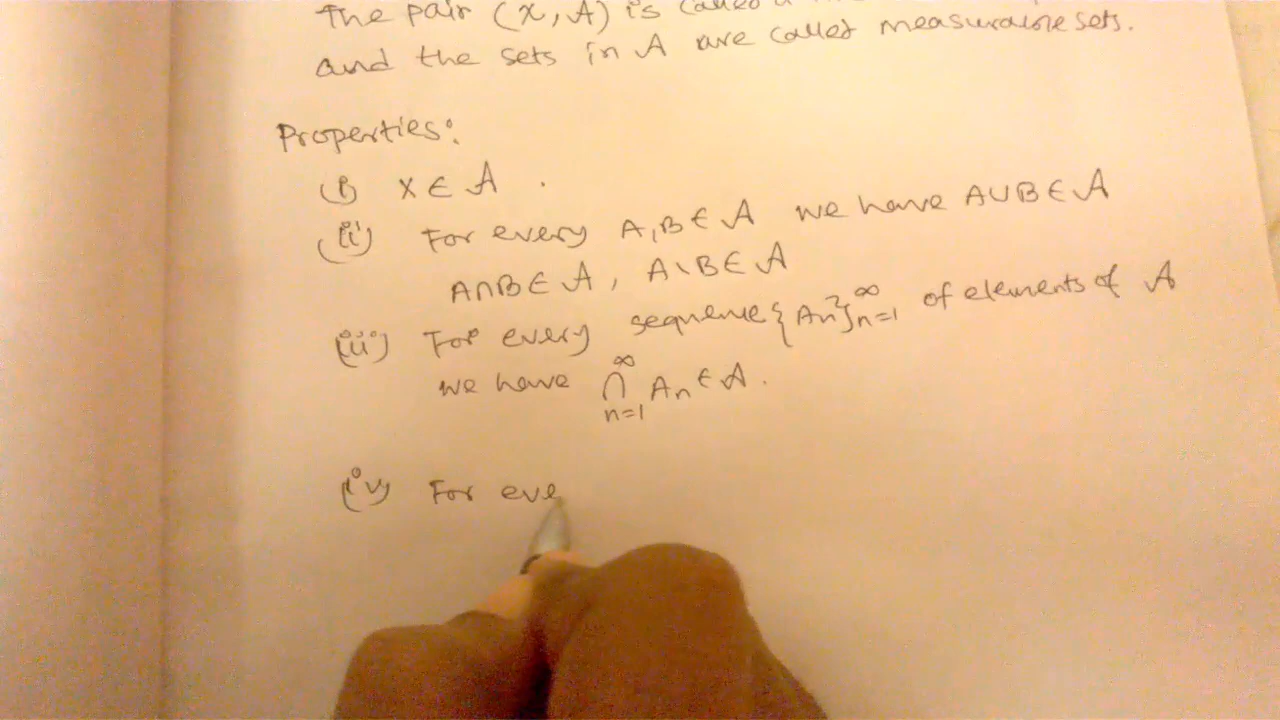 The pair (X, A) is called a
and the sets in A are called measurable sets.
Properties:
(i) X ∈ A .
(ii) For every A, B ∈ A we have A∪B ∈ A
A∩B ∈ A , A\B ∈ A
(iii) For every sequence {An}∞n=1 of elements of A
we have ∞∩n=1 An ∈ A.
(iv) For eve